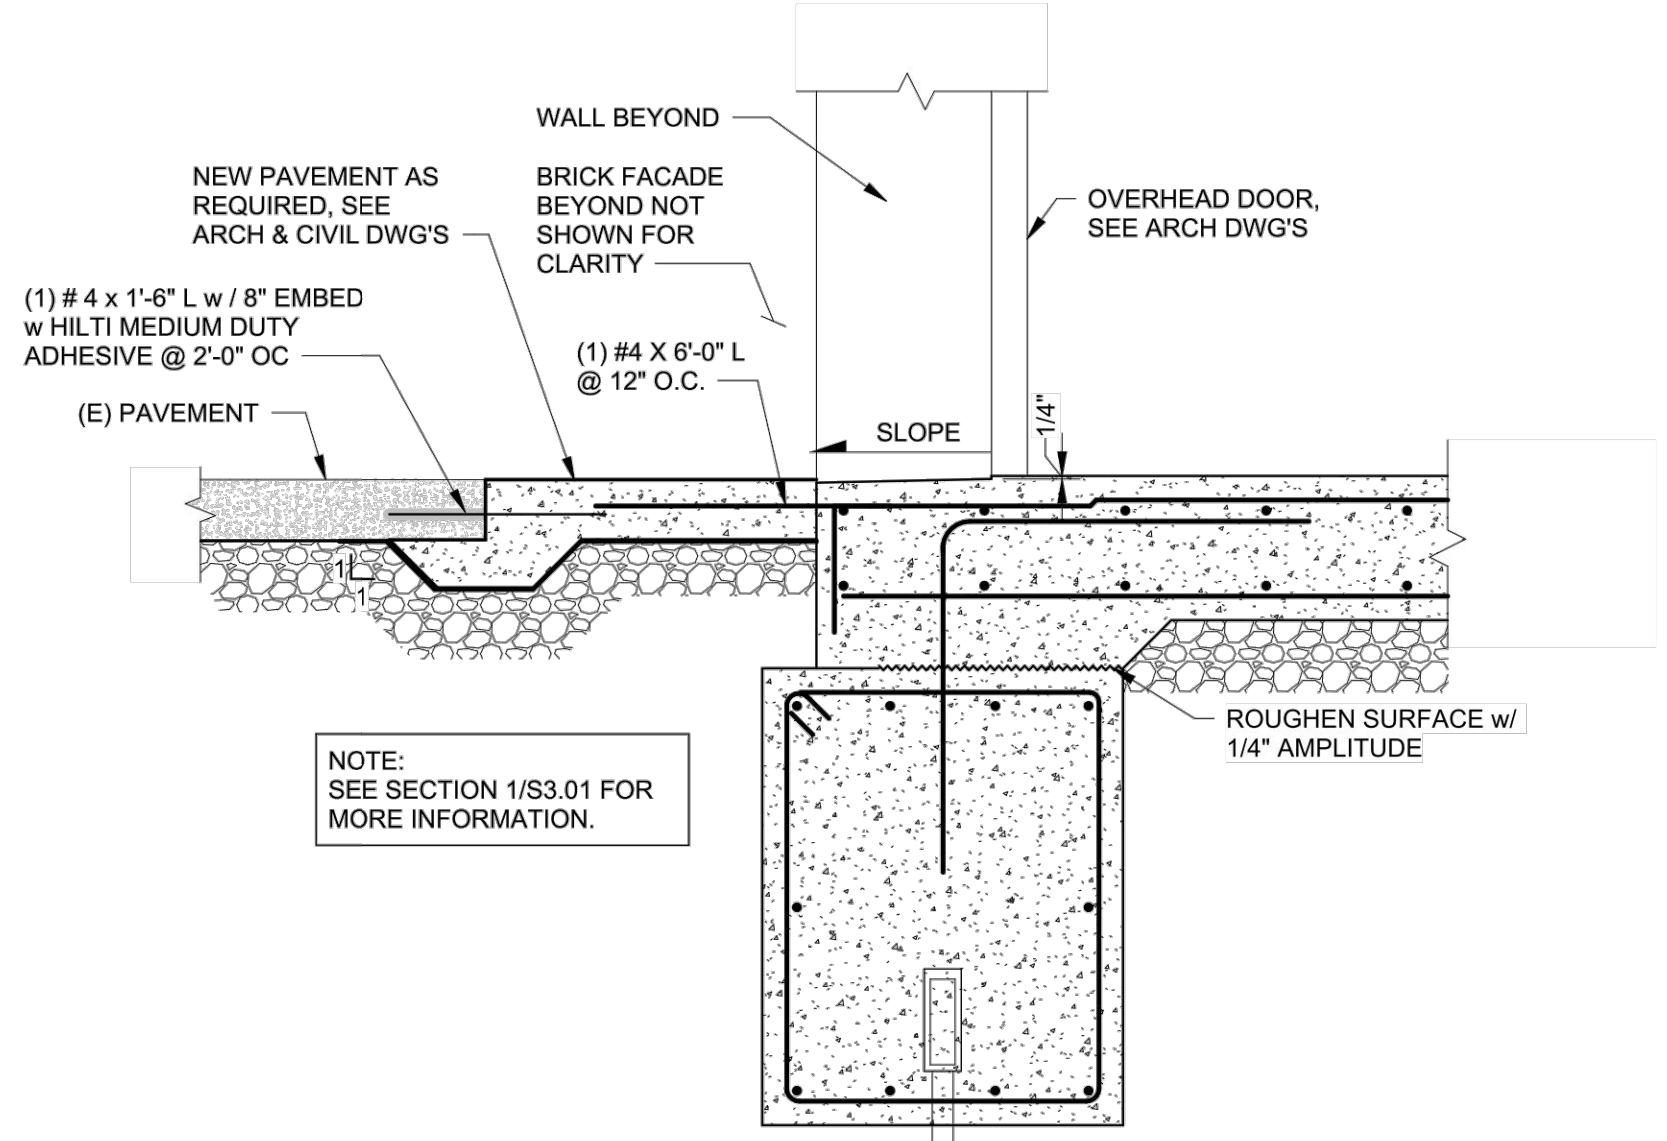 WALL BEYOND
NEW PAVEMENT AS
REQUIRED, SEE
ARCH & CIVIL DWG'S
BRICK FACADE
BEYOND NOT
SHOWN FOR
CLARITY
OVERHEAD DOOR,
SEE ARCH DWG'S
(1) # 4 x 1'-6" L w / 8" EMBED
w HILTI MEDIUM DUTY
ADHESIVE @ 2'-0" OC
(1) #4 X 6'-0" L
@ 12" O.C.
(E) PAVEMENT
SLOPE
1/4"
1
1
ROUGHEN SURFACE w/
1/4" AMPLITUDE
NOTE:
SEE SECTION 1/S3.01 FOR
MORE INFORMATION.